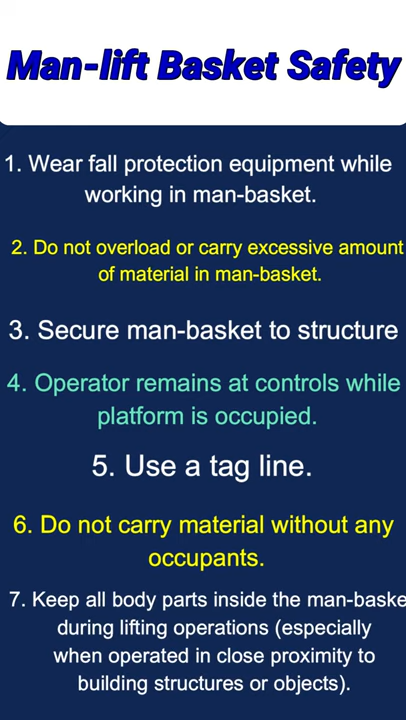 Man-lift Basket Safety
1. Wear fall protection equipment while
working in man-basket.
2. Do not overload or carry excessive amount
of material in man-basket.
3. Secure man-basket to structure
4. Operator remains at controls while
platform is occupied.
5. Use a tag line.
6. Do not carry material without any
occupants.
7. Keep all body parts inside the man-baske
during lifting operations (especially
when operated in close proximity to
building structures or objects).